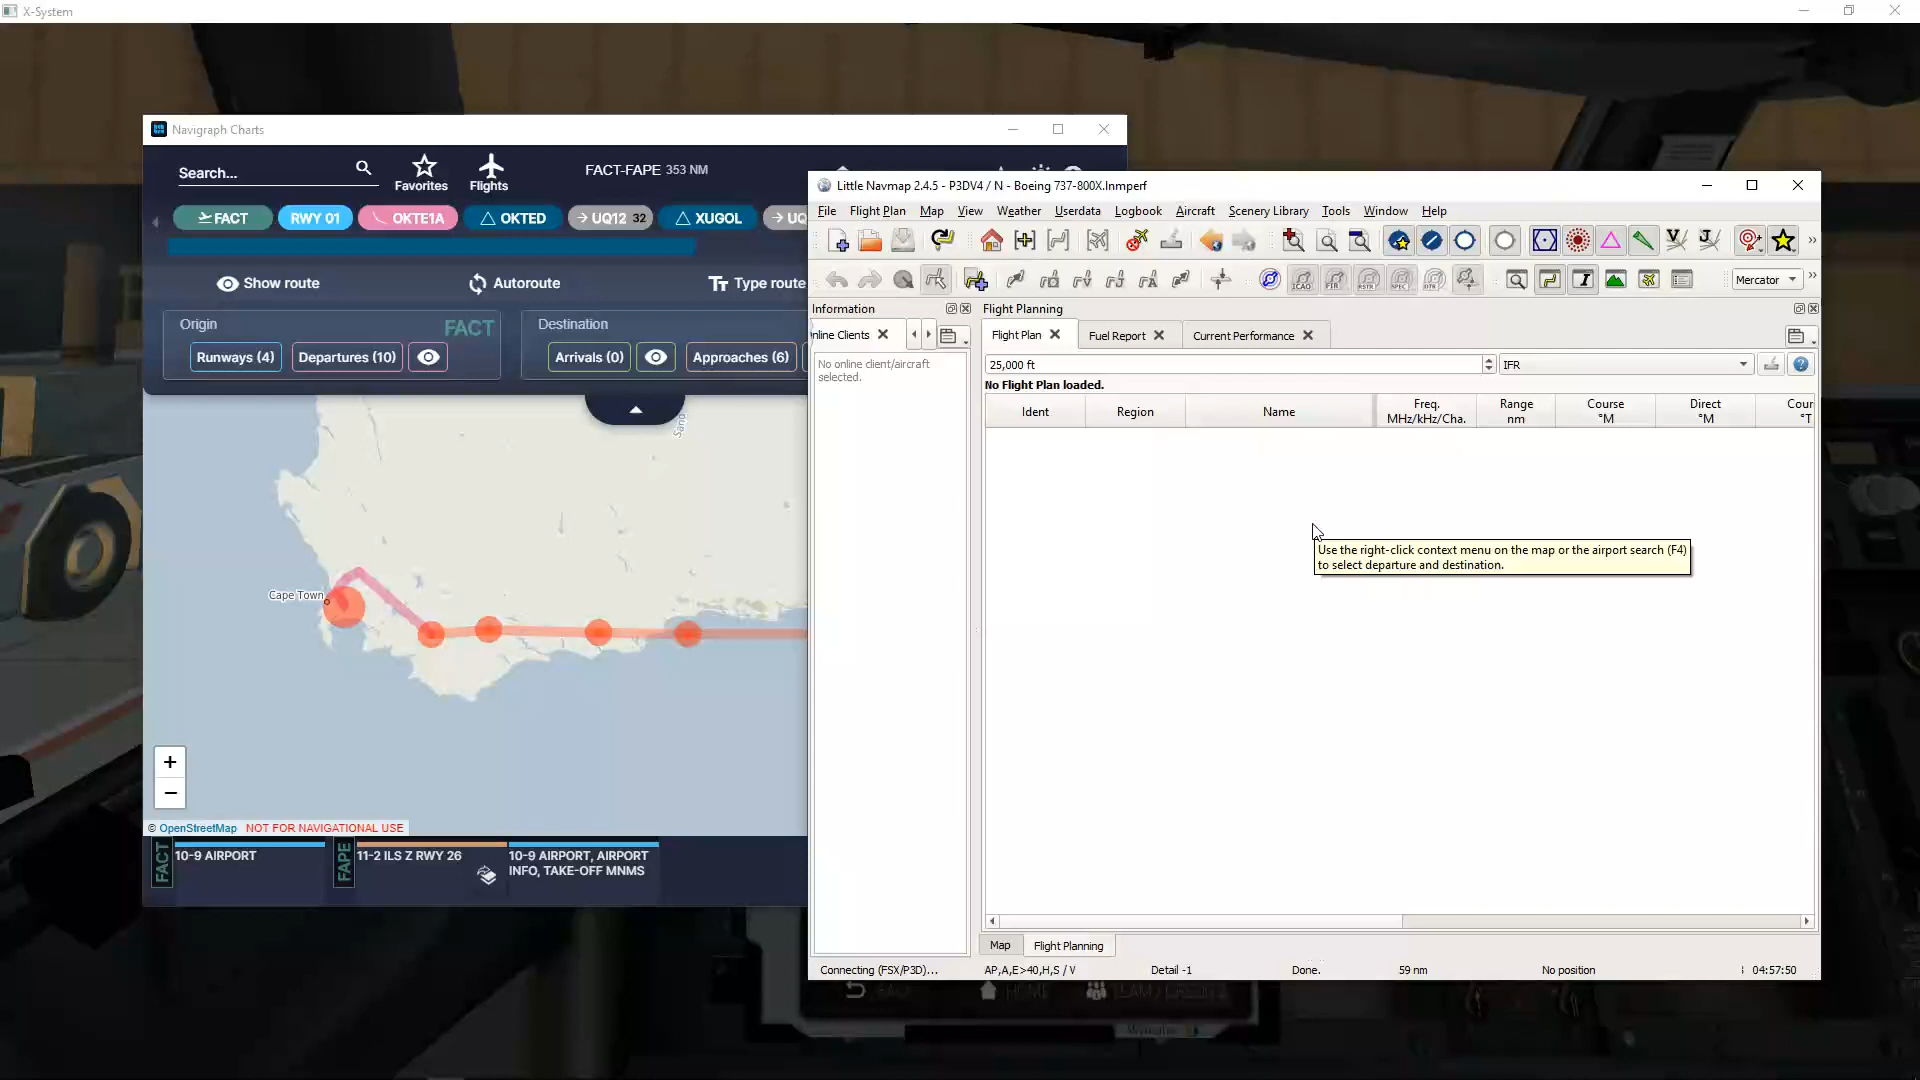 X-System
Navigraph Charts
Search...
Favorites
Flights
FACT-FAPE 353 NM
FACT
RWY 01
OKTE1A
OKTED
UQ12 32
XUGOL
UQ
Show route
Autoroute
Type route
Origin
FACT
Runways (4)
Departures (10)
Destination
Arrivals (0)
Approaches (6)
Cape Town
+
−
© OpenStreetMap NOT FOR NAVIGATIONAL USE
FACT
10-9 AIRPORT
FAPE
11-2 ILS Z RWY 26
10-9 AIRPORT, AIRPORT
INFO, TAKE-OFF MNMS
Little Navmap 2.4.5 - P3DV4 / N - Boeing 737-800X.lnmperf
File Flight Plan Map View Weather Userdata Logbook Aircraft Scenery Library Tools Window Help
ICAO
FIR
RSTR
SPEC
OTR
Mercator
Information
nline Clients
No online client/aircraft
selected.
Flight Planning
Flight Plan
Fuel Report
Current Performance
25,000 ft
IFR
No Flight Plan loaded.
Ident
Region
Name
Freq.
MHz/kHz/Cha.
Range
nm
Course
°M
Direct
°M
Cour
°T
Use the right-click context menu on the map or the airport search (F4)
to select departure and destination.
Map
Flight Planning
Connecting (FSX/P3D)...
AP,A,E>40,H,S / V
Detail -1
Done.
59 nm
No position
04:57:50
HOME